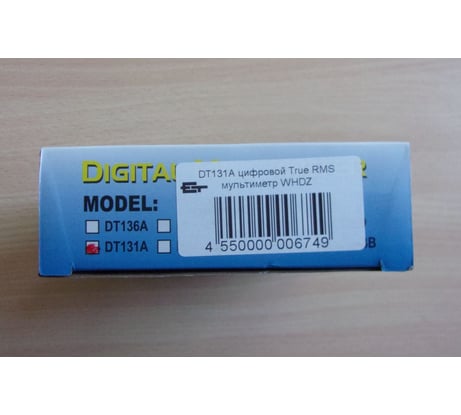 DIGITAL
DT131A цифровой True RMS
мультиметр WHDZ
MODEL:
DT136A
DT131A
4 550000 006749